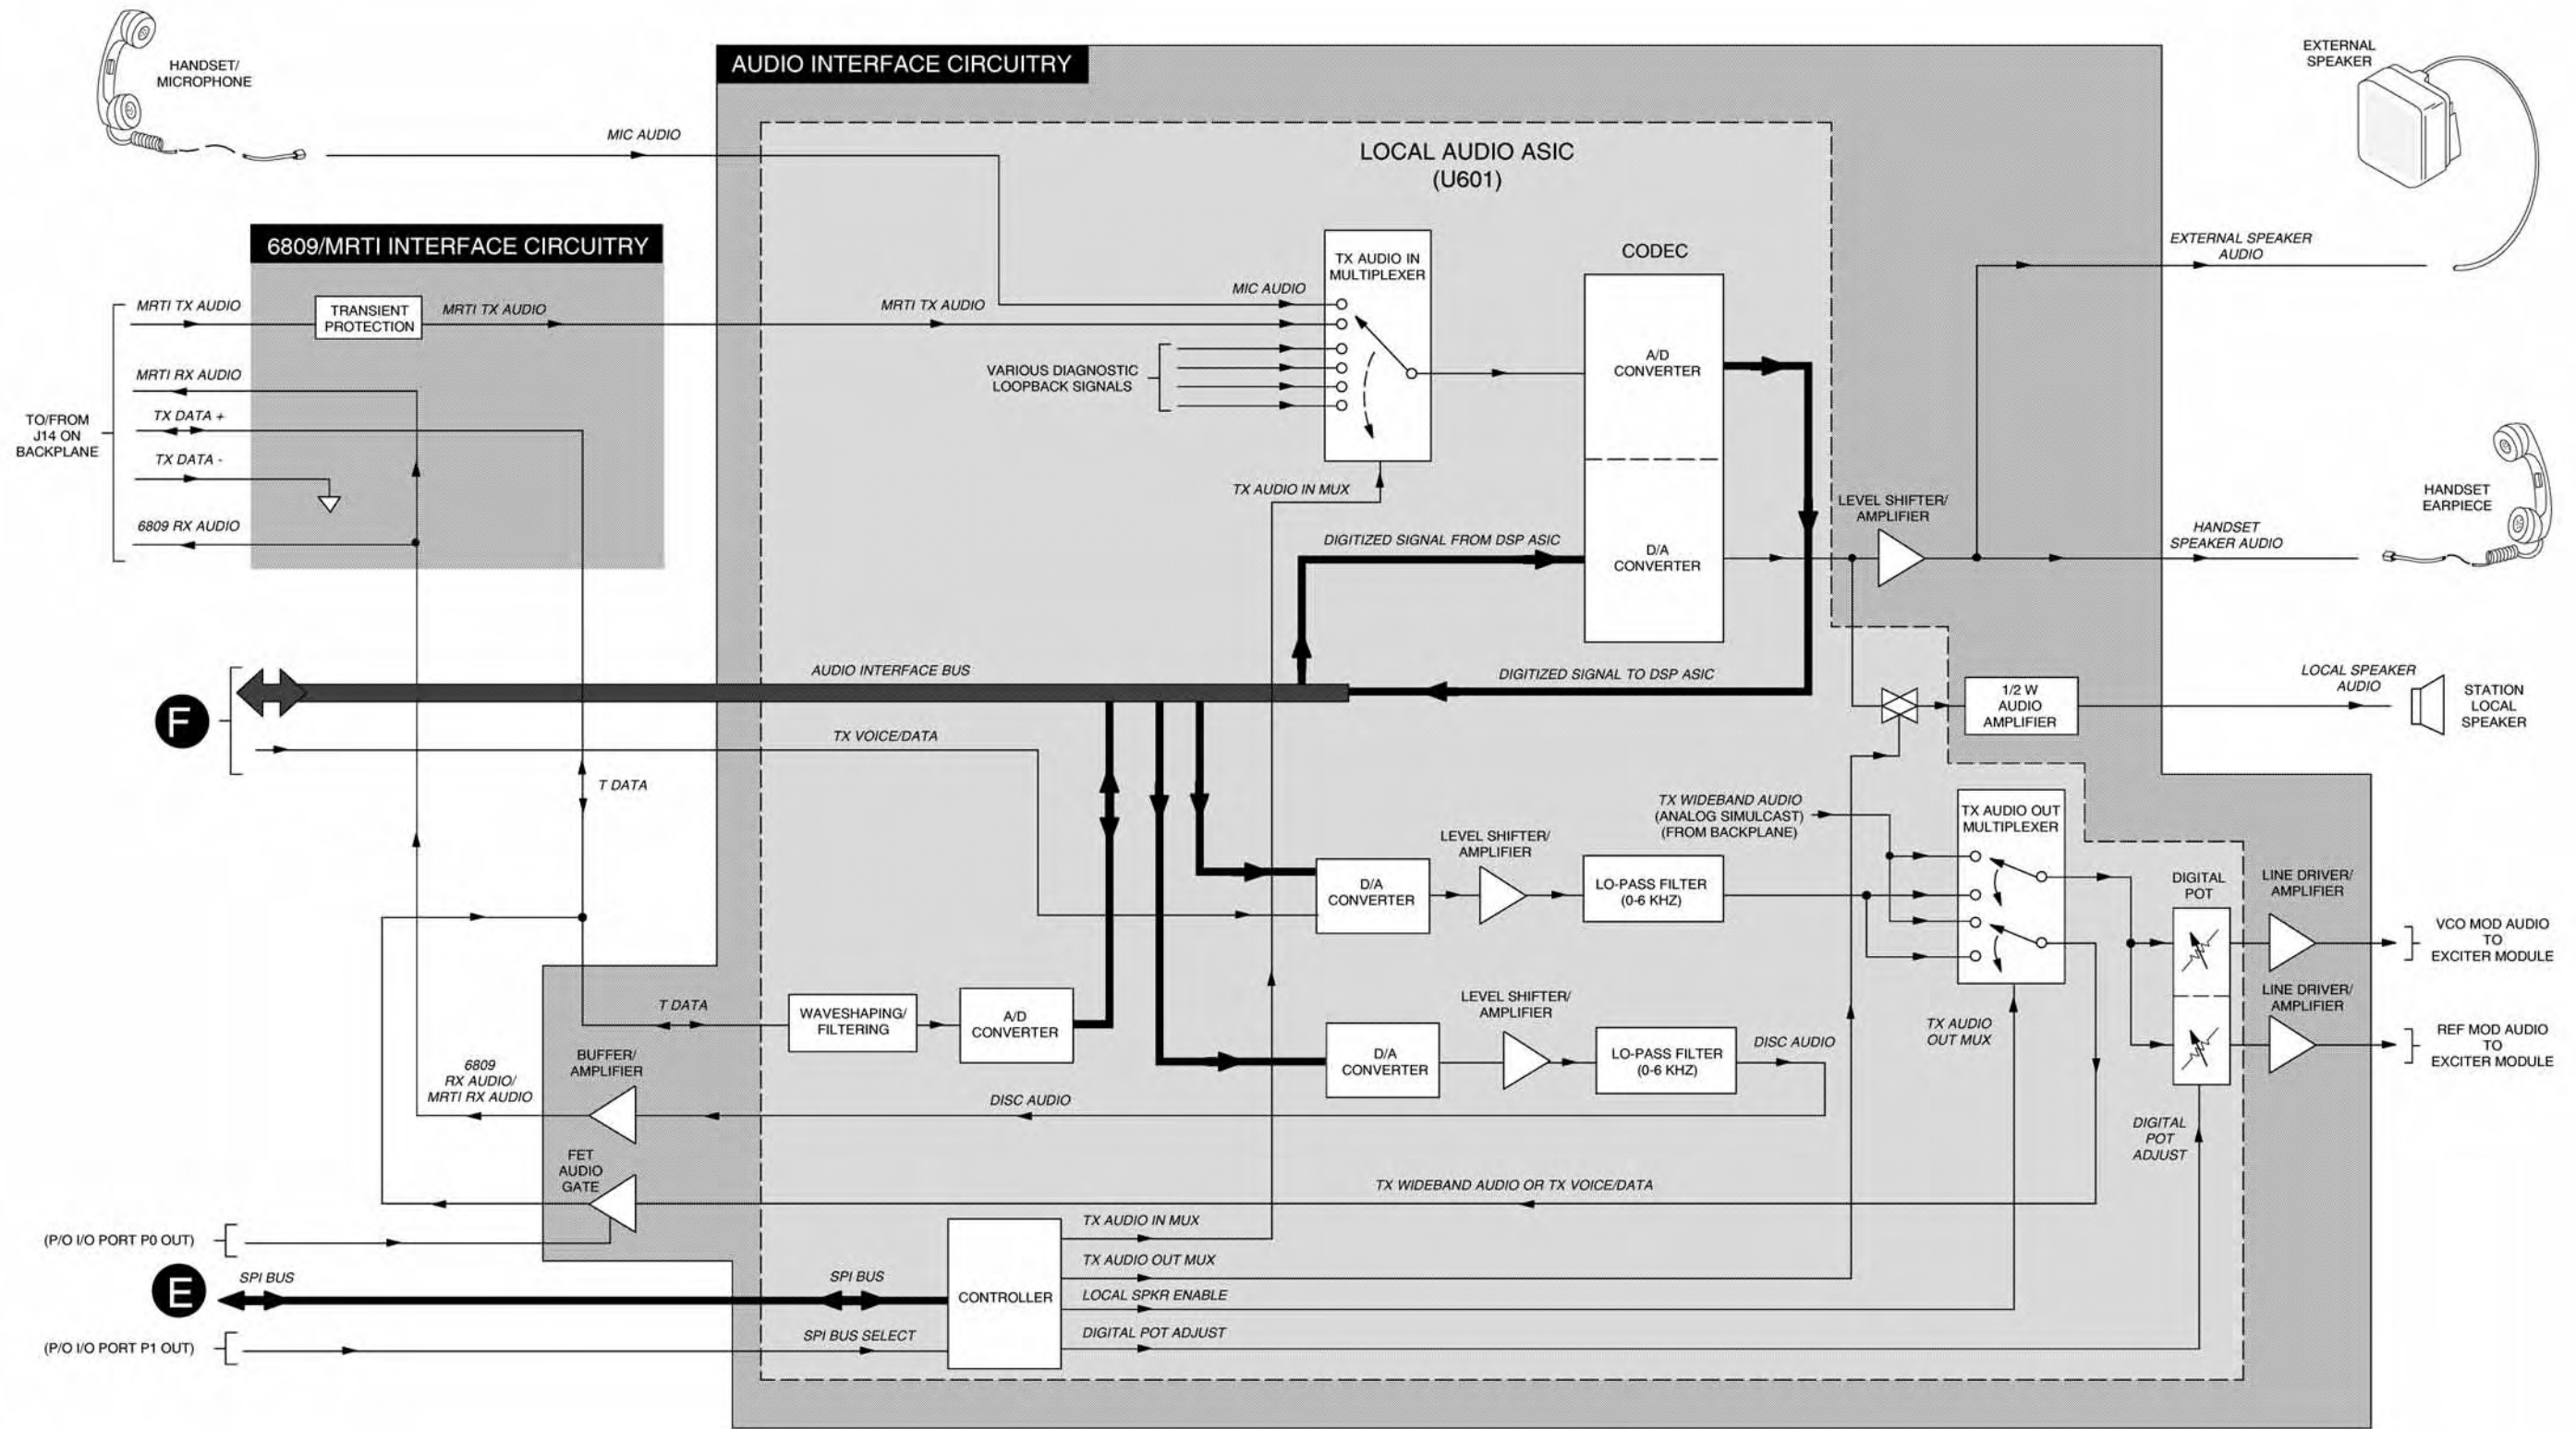 HANDSET/
MICROPHONE
AUDIO INTERFACE CIRCUITRY
EXTERNAL
SPEAKER
MIC AUDIO
LOCAL AUDIO ASIC
(U601)
6809/MRTI INTERFACE CIRCUITRY
TX AUDIO IN
MULTIPLEXER
CODEC
EXTERNAL SPEAKER
AUDIO
MRTI TX AUDIO
TRANSIENT
PROTECTION
MRTI TX AUDIO
MRTI TX AUDIO
MIC AUDIO
A/D
CONVERTER
VARIOUS DIAGNOSTIC
LOOPBACK SIGNALS
MRTI RX AUDIO
TX DATA +
TO/FROM
J14 ON
BACKPLANE
TX DATA -
6809 RX AUDIO
TX AUDIO IN MUX
LEVEL SHIFTER/
AMPLIFIER
HANDSET
EARPIECE
HANDSET
SPEAKER AUDIO
DIGITIZED SIGNAL FROM DSP ASIC
D/A
CONVERTER
AUDIO INTERFACE BUS
DIGITIZED SIGNAL TO DSP ASIC
LOCAL SPEAKER
AUDIO
1/2 W
AUDIO
AMPLIFIER
STATION
LOCAL
SPEAKER
F
TX VOICE/DATA
T DATA
TX WIDEBAND AUDIO
(ANALOG SIMULCAST)
(FROM BACKPLANE)
TX AUDIO OUT
MULTIPLEXER
LEVEL SHIFTER/
AMPLIFIER
D/A
CONVERTER
LO-PASS FILTER
(0-6 KHZ)
DIGITAL
POT
LINE DRIVER/
AMPLIFIER
VCO MOD AUDIO
TO
EXCITER MODULE
T DATA
WAVESHAPING/
FILTERING
A/D
CONVERTER
LEVEL SHIFTER/
AMPLIFIER
D/A
CONVERTER
LO-PASS FILTER
(0-6 KHZ)
DISC AUDIO
TX AUDIO
OUT MUX
LINE DRIVER/
AMPLIFIER
REF MOD AUDIO
TO
EXCITER MODULE
6809
RX AUDIO/
MRTI RX AUDIO
BUFFER/
AMPLIFIER
DISC AUDIO
DIGITAL
POT
ADJUST
FET
AUDIO
GATE
TX WIDEBAND AUDIO OR TX VOICE/DATA
(P/O I/O PORT P0 OUT)
TX AUDIO IN MUX
TX AUDIO OUT MUX
E
SPI BUS
SPI BUS
CONTROLLER
LOCAL SPKR ENABLE
(P/O I/O PORT P1 OUT)
SPI BUS SELECT
DIGITAL POT ADJUST